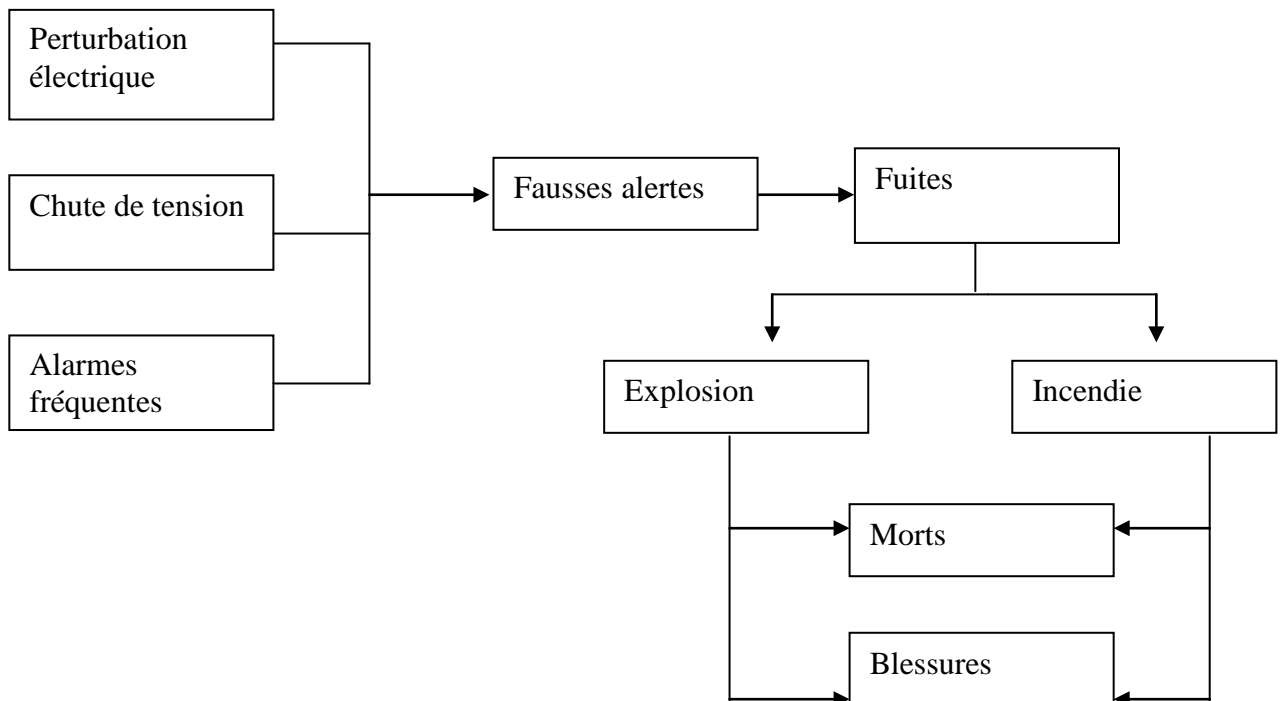 Perturbation
électrique
Chute de tension
Alarmes
fréquentes
Fausses alertes
Fuites
Explosion
Incendie
Morts
Blessures